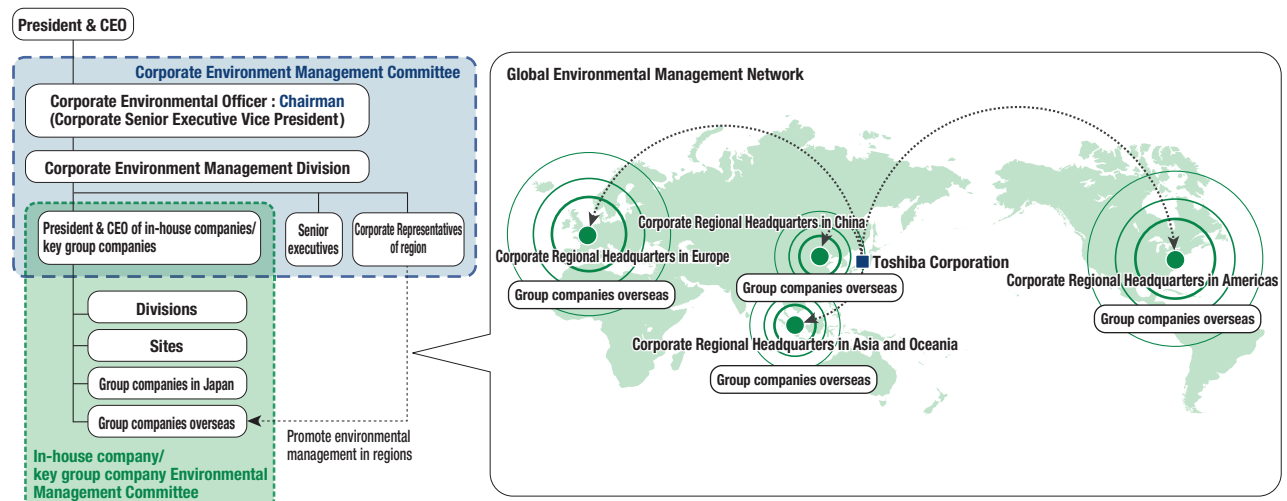 President & CEO
Corporate Environment Management Committee
Corporate Environmental Officer : Chairman
(Corporate Senior Executive Vice President)
Corporate Environment Management Division
President & CEO of in-house companies/
key group companies
Senior
executives
Corporate Representatives
of region
Divisions
Sites
Group companies in Japan
Group companies overseas
Promote environmental
management in regions
In-house company/
key group company Environmental
Management Committee
Global Environmental Management Network
Corporate Regional Headquarters in China
Corporate Regional Headquarters in Europe
Toshiba Corporation
Corporate Regional Headquarters in Americas
Group companies overseas
Group companies overseas
Group companies overseas
Corporate Regional Headquarters in Asia and Oceania
Group companies overseas